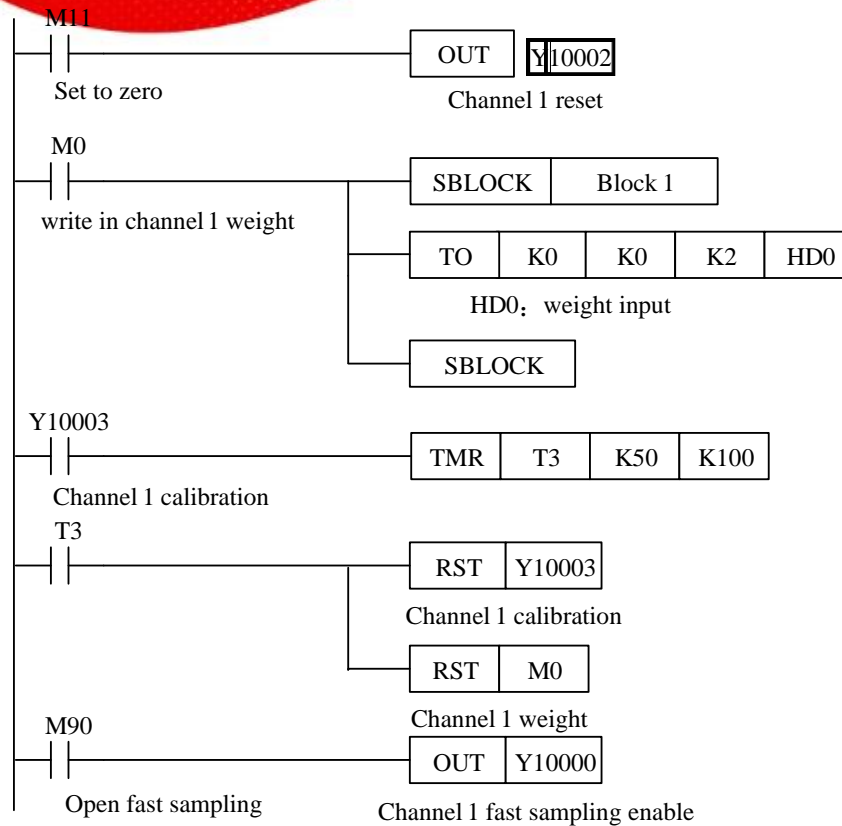 M11
OUT Y10002
Set to zero
Channel 1 reset
M0
SBLOCK Block 1
write in channel 1 weight
TO K0 K0 K2 HD0
HD0：weight input
SBLOCK
Y10003
TMR T3 K50 K100
Channel 1 calibration
T3
RST Y10003
Channel 1 calibration
RST M0
Channel 1 weight
M90
OUT Y10000
Open fast sampling
Channel 1 fast sampling enable